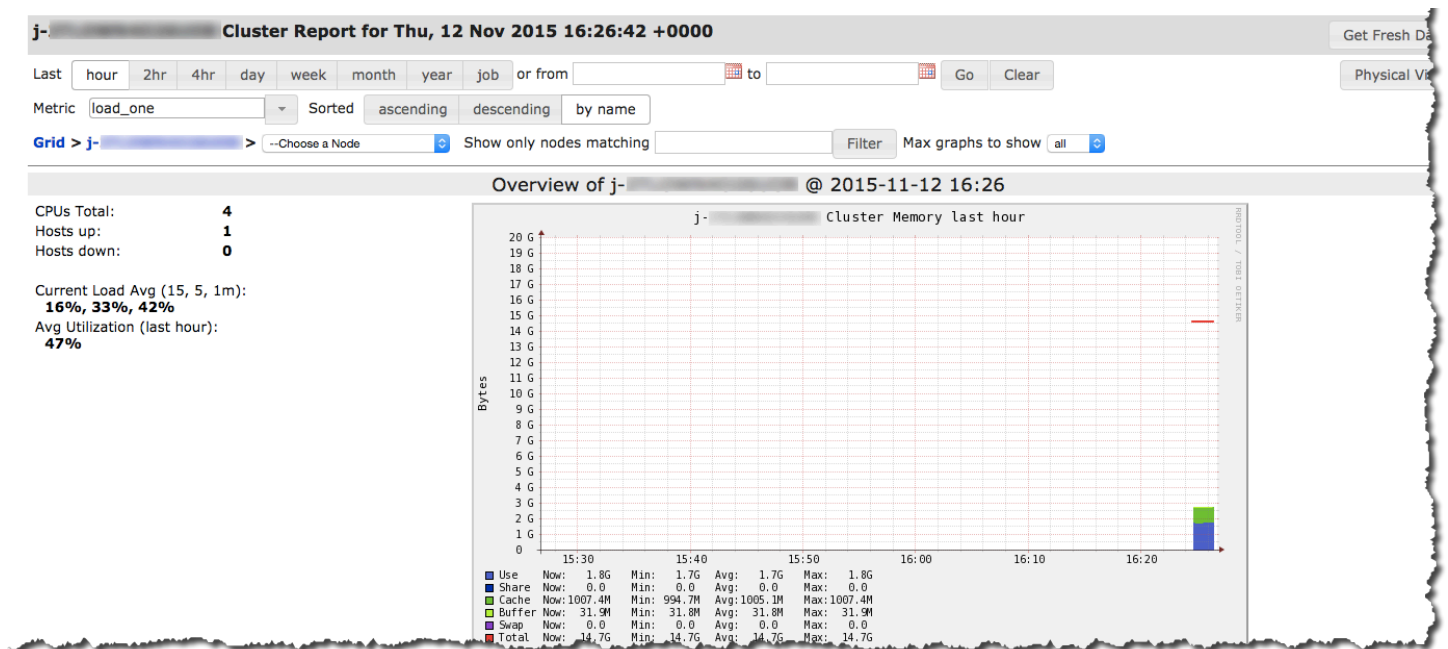 j- Cluster Report for Thu, 12 Nov 2015 16:26:42 +0000
Get Fresh Da
Last hour 2hr 4hr day week month year job or from to Go Clear
Physical Vi
Metric load_one Sorted ascending descending by name
Grid > j- > --Choose a Node Show only nodes matching Filter Max graphs to show all
Overview of j- @ 2015-11-12 16:26
CPUs Total: 4
Hosts up: 1
Hosts down: 0
Current Load Avg (15, 5, 1m):
16%, 33%, 42%
Avg Utilization (last hour):
47%
j- Cluster Memory last hour
RRDTOOL / TOBI OETIKER
Bytes
20 G
19 G
18 G
17 G
16 G
15 G
14 G
13 G
12 G
11 G
10 G
9 G
8 G
7 G
6 G
5 G
4 G
3 G
2 G
1 G
0
15:30 15:40 15:50 16:00 16:10 16:20
Use Now: 1.8G Min: 1.7G Avg: 1.7G Max: 1.8G
Share Now: 0.0 Min: 0.0 Avg: 0.0 Max: 0.0
Cache Now:1007.4M Min: 994.7M Avg:1005.1M Max:1007.4M
Buffer Now: 31.9M Min: 31.8M Avg: 31.8M Max: 31.9M
Swap Now: 0.0 Min: 0.0 Avg: 0.0 Max: 0.0
Total Now: 14.7G Min: 14.7G Avg: 14.7G Max: 14.7G